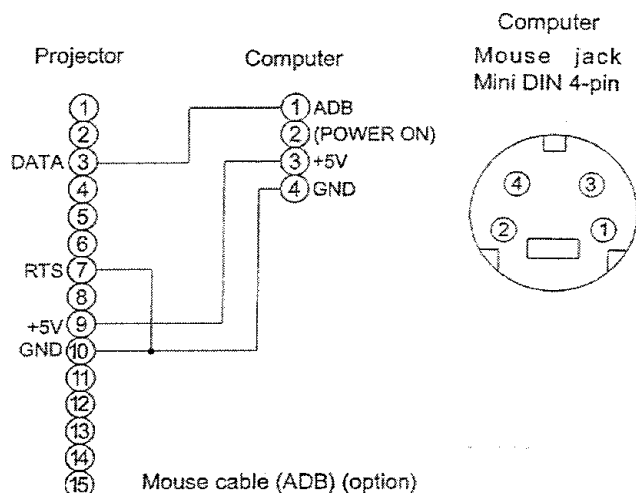 Computer
Mouse jack
Mini DIN 4-pin
Projector
Computer
1
2
DATA 3
4
5
6
RTS 7
8
+5V 9
GND 10
11
12
13
14
15
1 ADB
2 (POWER ON)
3 +5V
4 GND
4 3
2 1
Mouse cable (ADB) (option)